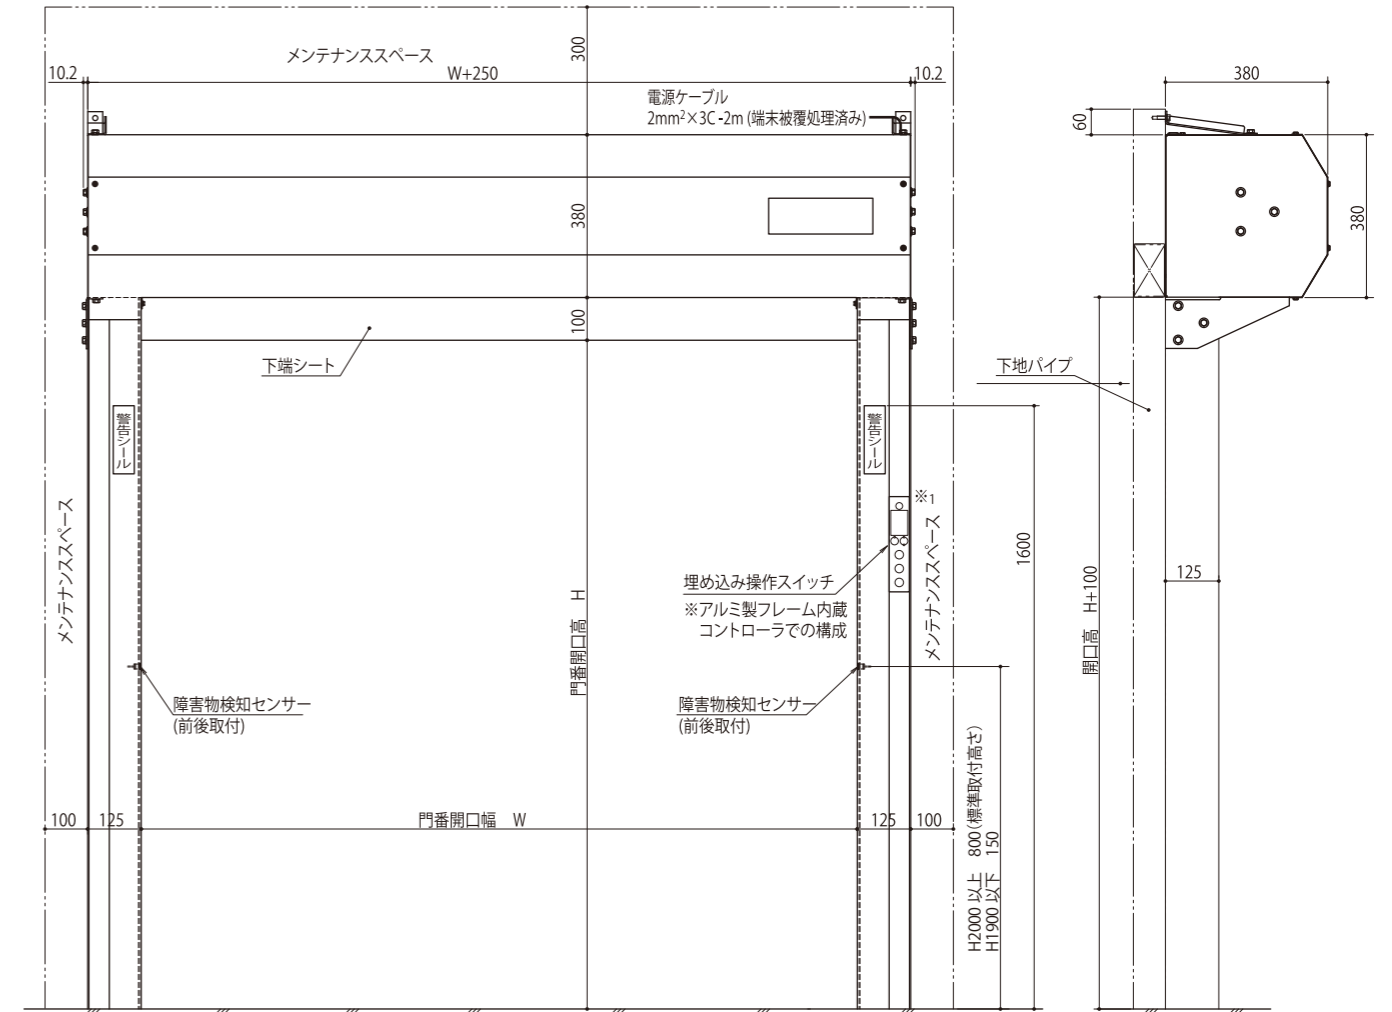 300
メンテナンススペース
10.2
W+250
10.2
380
電源ケーブル
2mm²×3C-2m (端末被覆処理済み)
60
380
380
100
下端シート
下地パイプ
警告シール
警告シール
※1
メンテナンススペース
メンテナンススペース
1600
125
埋め込み操作スイッチ
※アルミ製フレーム内蔵
コントローラでの構成
門番開口高 H
開口高 H+100
障害物検知センサー
(前後取付)
障害物検知センサー
(前後取付)
H2000 以上 800(標準取付高さ)
H1900 以下 150
100
125
門番開口幅 W
125
100